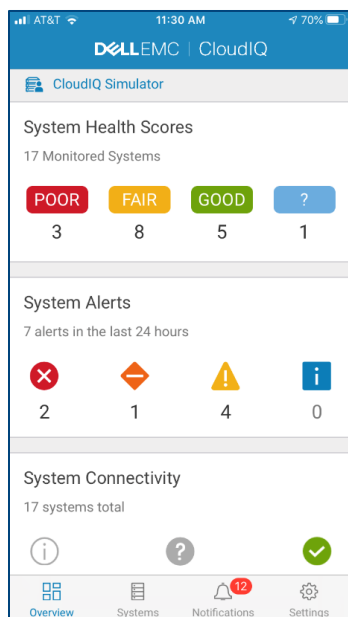 AT&T 11:30 AM 70%
DELLEMC | CloudIQ
CloudIQ Simulator
System Health Scores
17 Monitored Systems
POOR FAIR GOOD ?
3 8 5 1
System Alerts
7 alerts in the last 24 hours
i
2 1 4 0
System Connectivity
17 systems total
i ?
12
Overview Systems Notifications Settings